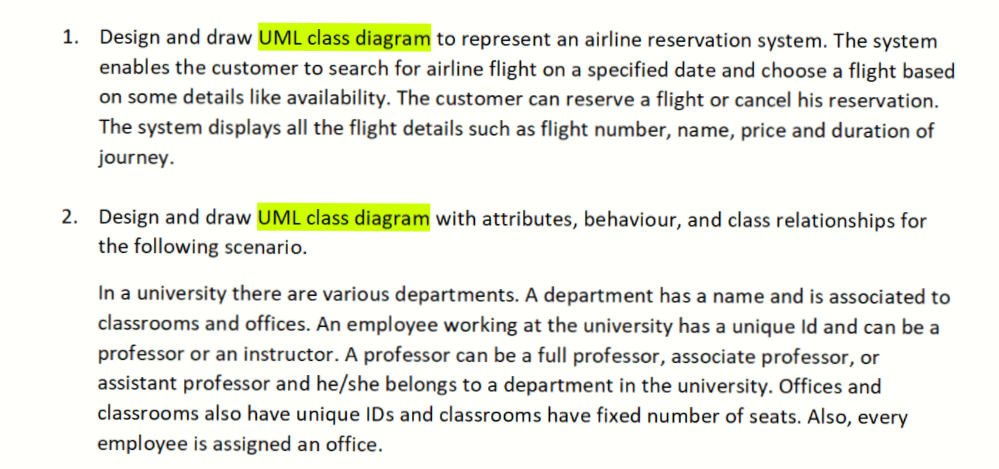 1. Design and draw UML class diagram to represent an airline reservation system. The system
enables the customer to search for airline flight on a specified date and choose a flight based
on some details like availability. The customer can reserve a flight or cancel his reservation.
The system displays all the flight details such as flight number, name, price and duration of
journey.
2. Design and draw UML class diagram with attributes, behaviour, and class relationships for
the following scenario.
In a university there are various departments. A department has a name and is associated to
classrooms and offices. An employee working at the university has a unique Id and can be a
professor or an instructor. A professor can be a full professor, associate professor, or
assistant professor and he/she belongs to a department in the university. Offices and
classrooms also have unique IDs and classrooms have fixed number of seats. Also, every
employee is assigned an office.